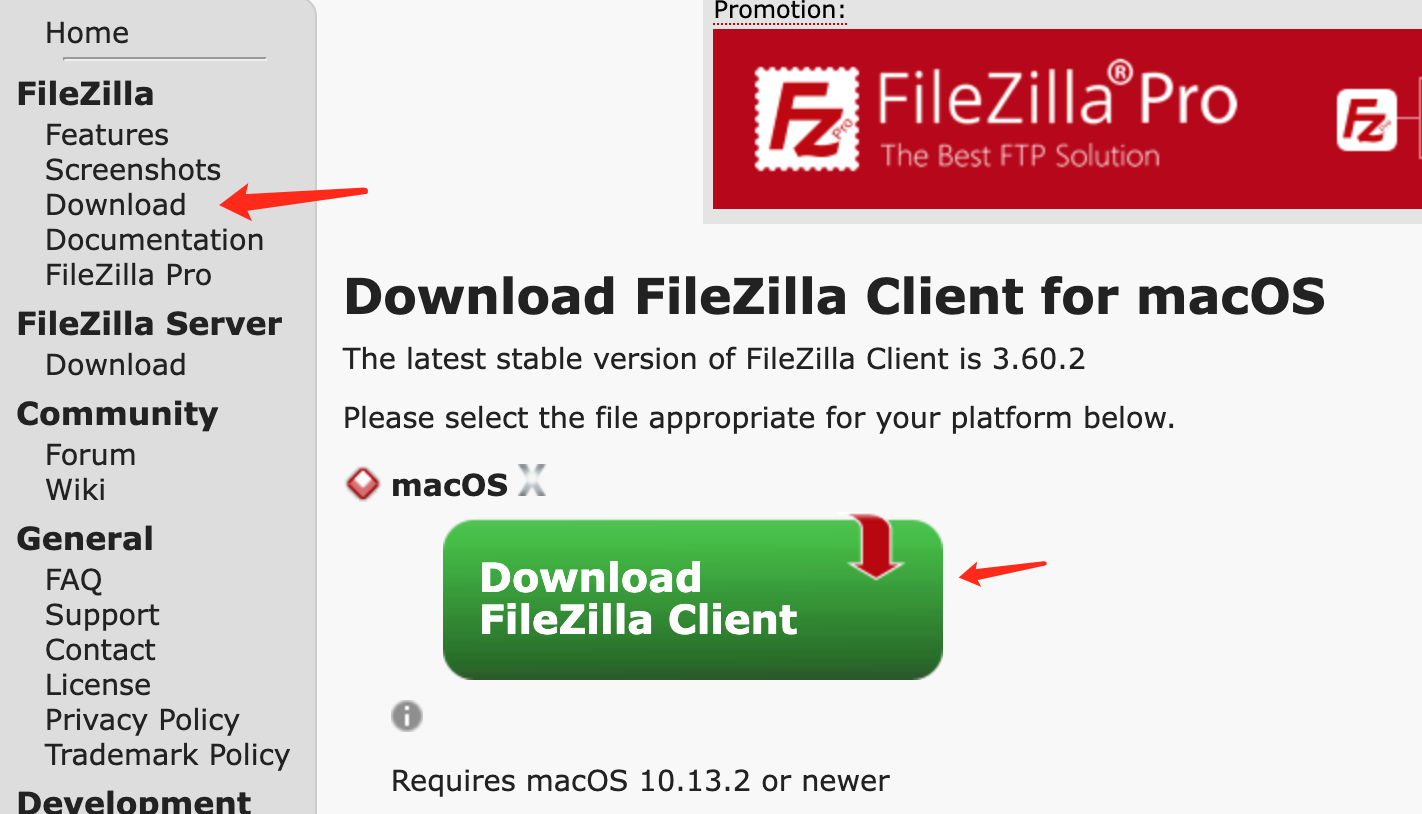 Home
FileZilla
Features
Screenshots
Download
Documentation
FileZilla Pro
FileZilla Server
Download
Community
Forum
Wiki
General
FAQ
Support
Contact
License
Privacy Policy
Trademark Policy
Development
Promotion:
FZ Pro
FileZilla® Pro
The Best FTP Solution
FZ
Download FileZilla Client for macOS
The latest stable version of FileZilla Client is 3.60.2
Please select the file appropriate for your platform below.
macOS X
Download
FileZilla Client
i
Requires macOS 10.13.2 or newer